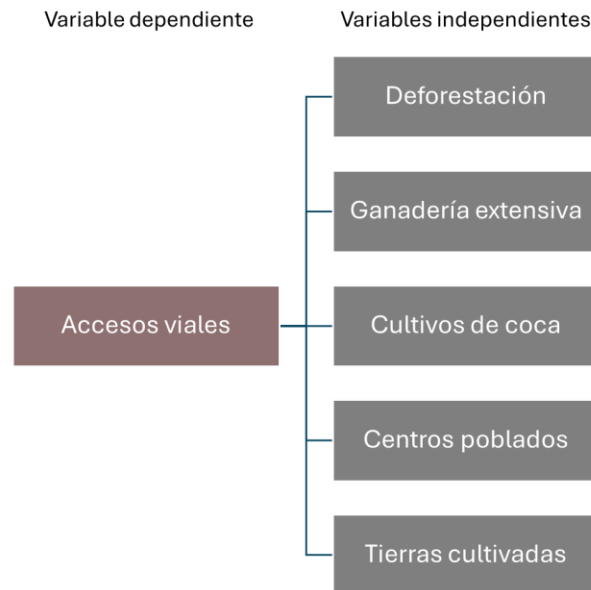 Variable dependiente
Variables independientes
Deforestación
Ganadería extensiva
Accesos viales
Cultivos de coca
Centros poblados
Tierras cultivadas